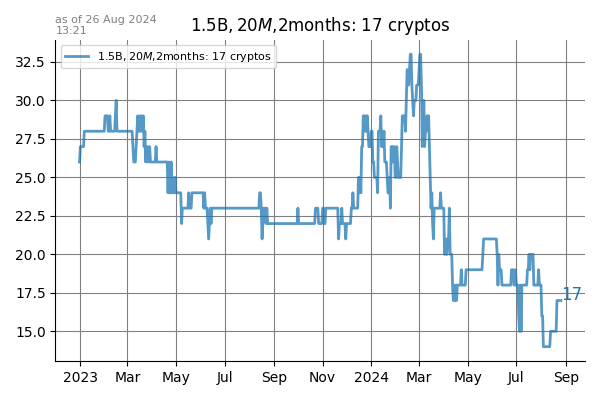 as of 26 Aug 2024
13:21
1.5B, 20M,2months: 17 cryptos
1.5B, 20M,2months: 17 cryptos
32.5
30.0
27.5
25.0
22.5
20.0
17.5
15.0
17
2023 Mar May Jul Sep Nov 2024 Mar May Jul Sep